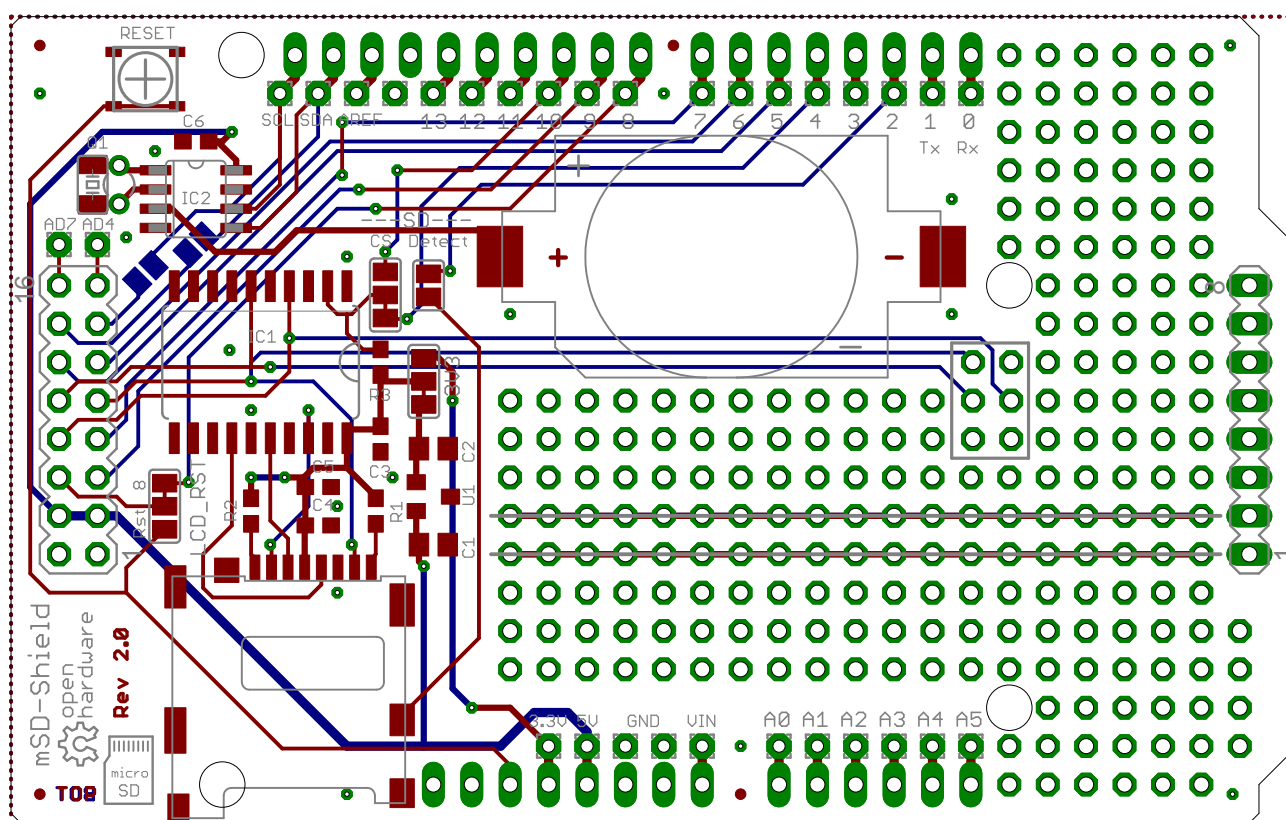 RESET
SCL SDA AREF 13 12 11 10 9 8 7 6 5 4 3 2 1 0
Tx Rx
C6
Q1
IC2
AD7 AD4
---SD---
CS Detect
+
+ -
-
16
8
IC1
R3
3V3
C3
C2
Rst 8
LCD_RST
C5
C4
R2
R1
U1
C1
1
1
mSD-Shield
open
hardware
Rev 2.0
3.3V 5V GND VIN A0 A1 A2 A3 A4 A5
micro
SD